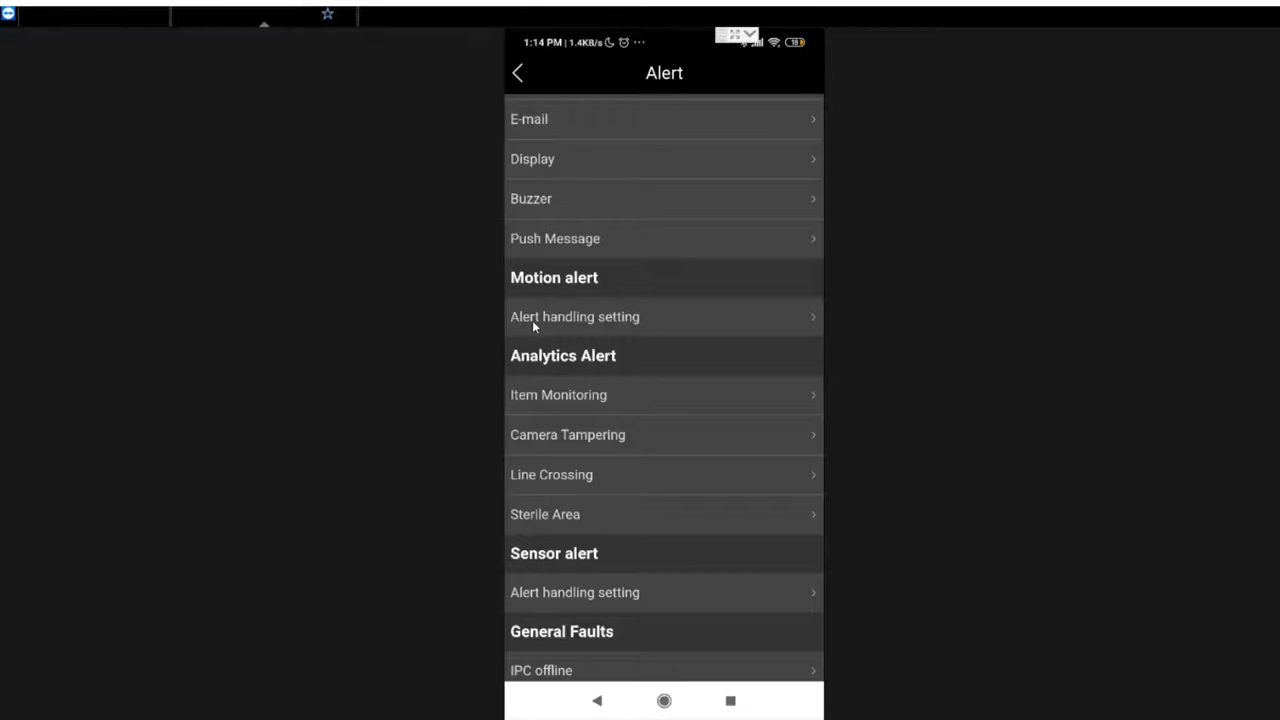 1:14 PM | 1.4KB/s ...
18
Alert
E-mail
Display
Buzzer
Push Message
Motion alert
Alert handling setting
Analytics Alert
Item Monitoring
Camera Tampering
Line Crossing
Sterile Area
Sensor alert
Alert handling setting
General Faults
IPC offline